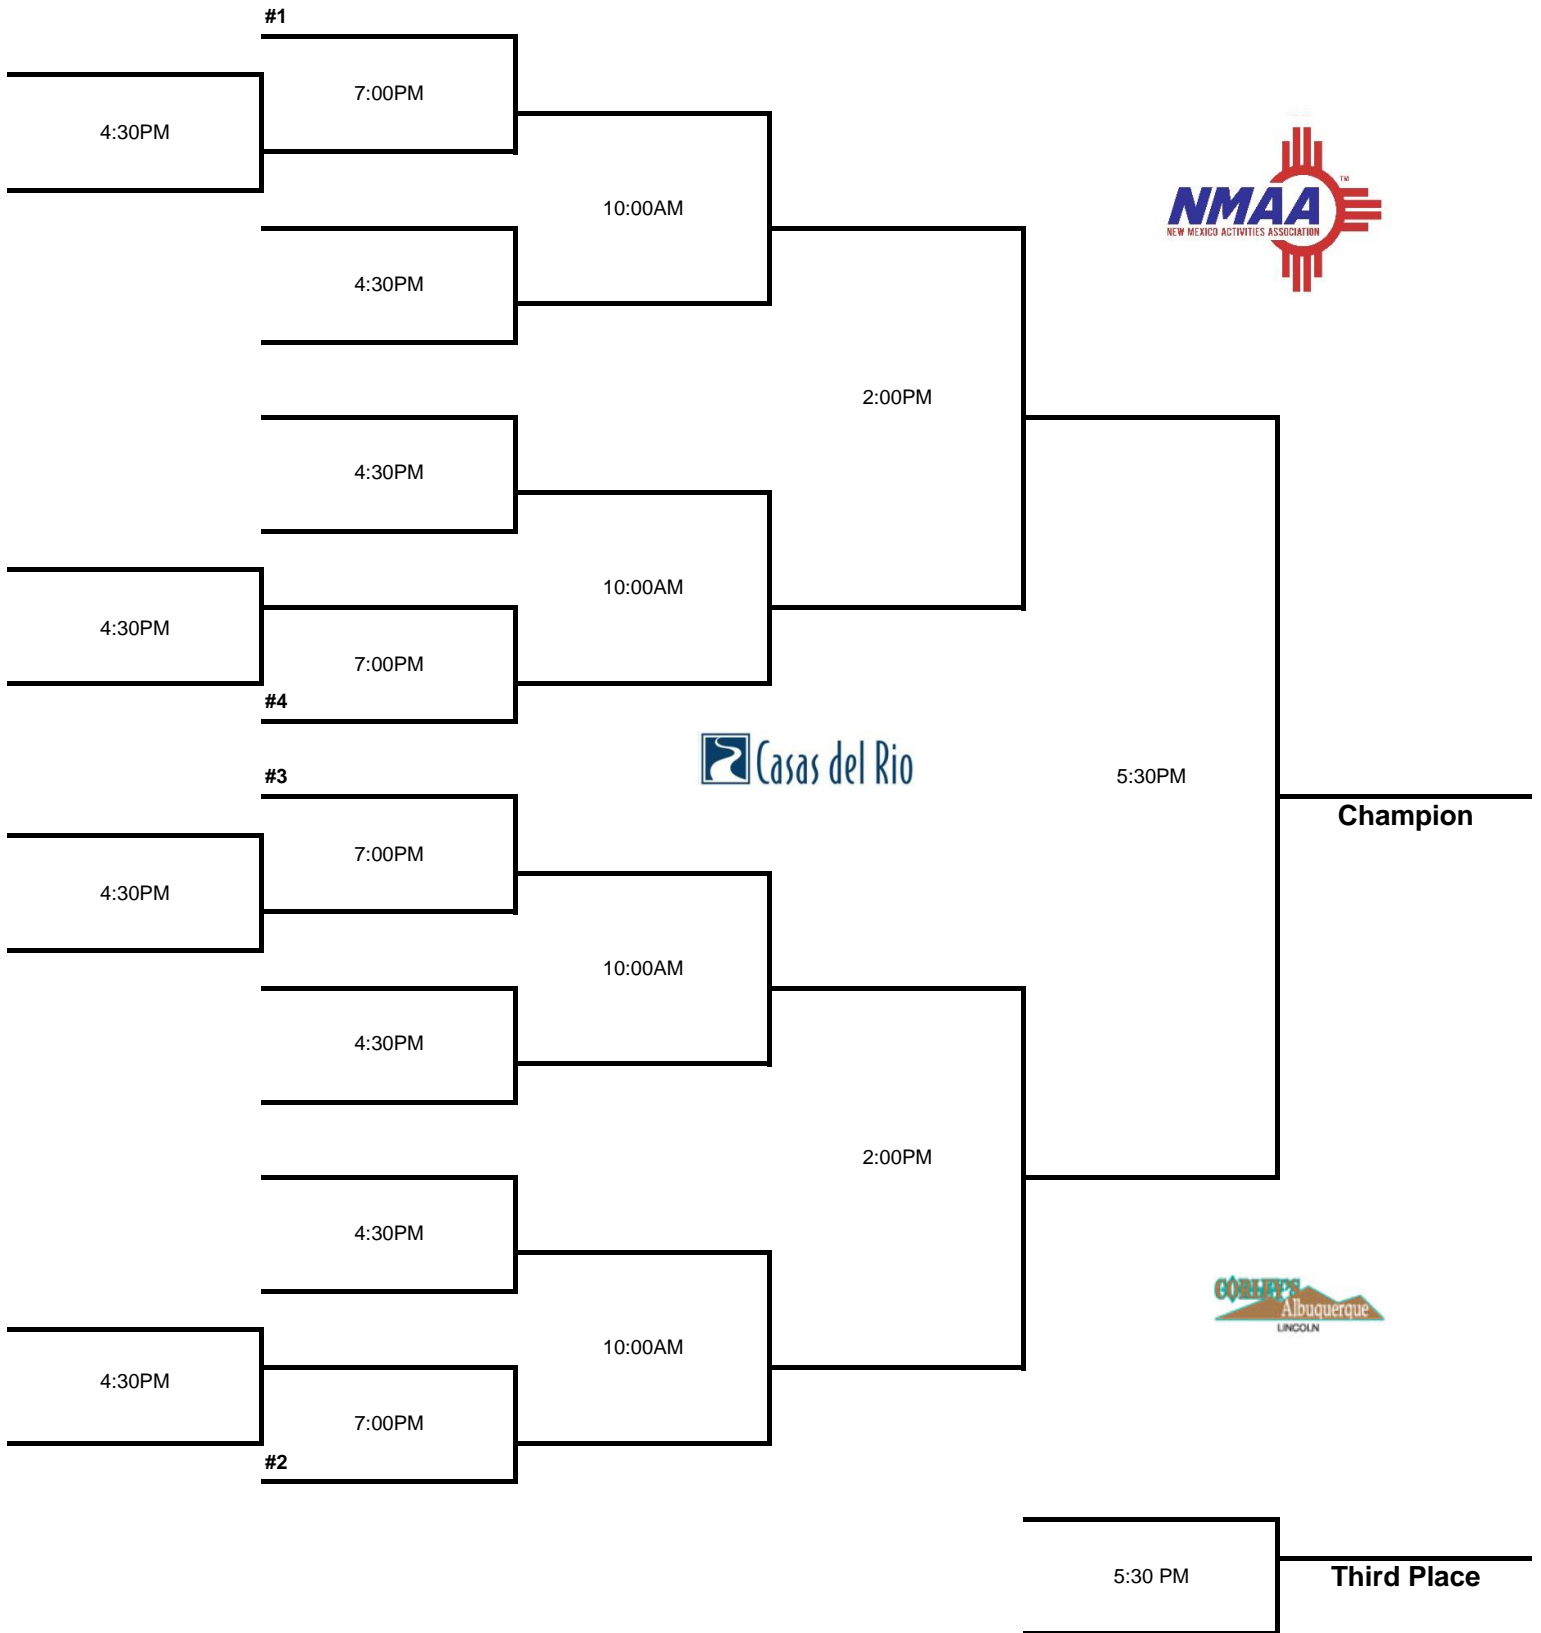 #1
7:00PM
4:30PM
10:00AM
NMAA
TM
NEW MEXICO ACTIVITIES ASSOCIATION
4:30PM
2:00PM
4:30PM
10:00AM
4:30PM
7:00PM
#4
Casas del Rio
#3
5:30PM
Champion
7:00PM
4:30PM
10:00AM
4:30PM
2:00PM
4:30PM
CORLEY'S
Albuquerque
LINCOLN
10:00AM
4:30PM
7:00PM
#2
5:30 PM
Third Place